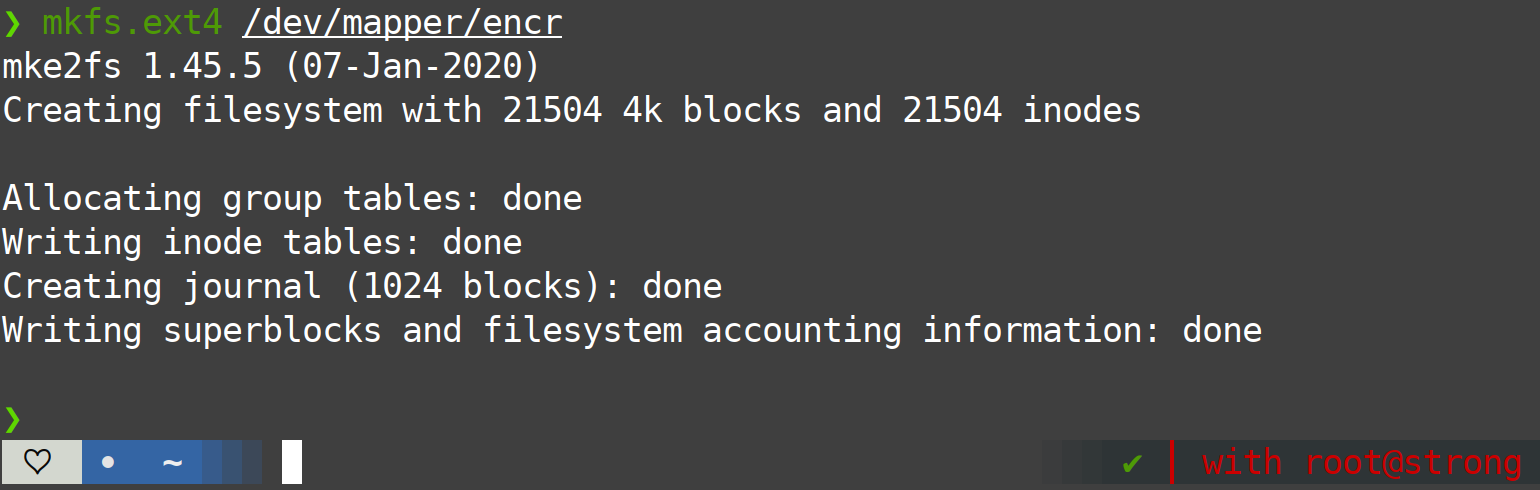 ❯ mkfs.ext4 /dev/mapper/encr
mke2fs 1.45.5 (07-Jan-2020)
Creating filesystem with 21504 4k blocks and 21504 inodes
Allocating group tables: done
Writing inode tables: done
Creating journal (1024 blocks): done
Writing superblocks and filesystem accounting information: done
❯
♡ • ~ ✔ with root@strong